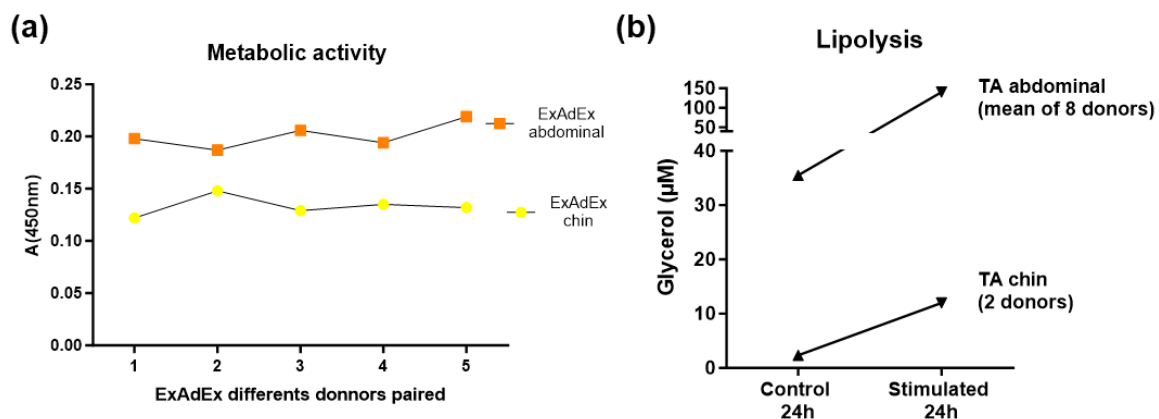 (a)
Metabolic activity
0.25
0.20
0.15
0.10
0.05
0.00
A(450nm)
1 2 3 4 5
ExAdEx differents donnors paired
ExAdEx
abdominal
ExAdEx
chin
(b)
Lipolysis
150
100
50
40
30
20
10
0
Glycerol (µM)
Control
24h
Stimulated
24h
TA abdominal
(mean of 8 donors)
TA chin
(2 donors)